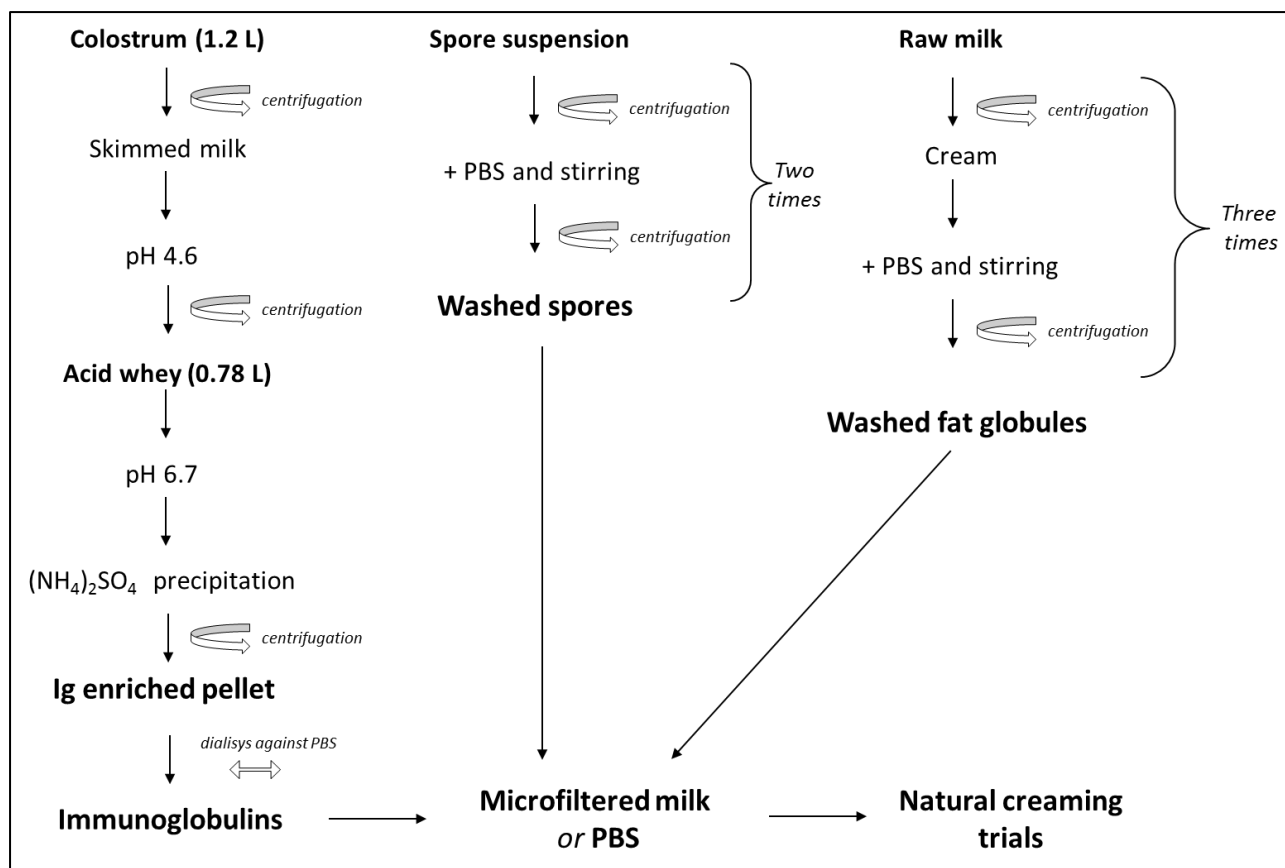 Colostrum (1.2 L)
centrifugation
Skimmed milk
pH 4.6
centrifugation
Acid whey (0.78 L)
pH 6.7
(NH₄)₂SO₄ precipitation
centrifugation
Ig enriched pellet
dialisys against PBS
Immunoglobulins
Spore suspension
centrifugation
+ PBS and stirring
centrifugation
Two
times
Washed spores
Raw milk
centrifugation
Cream
+ PBS and stirring
centrifugation
Three
times
Washed fat globules
Microfiltered milk
or PBS
Natural creaming
trials